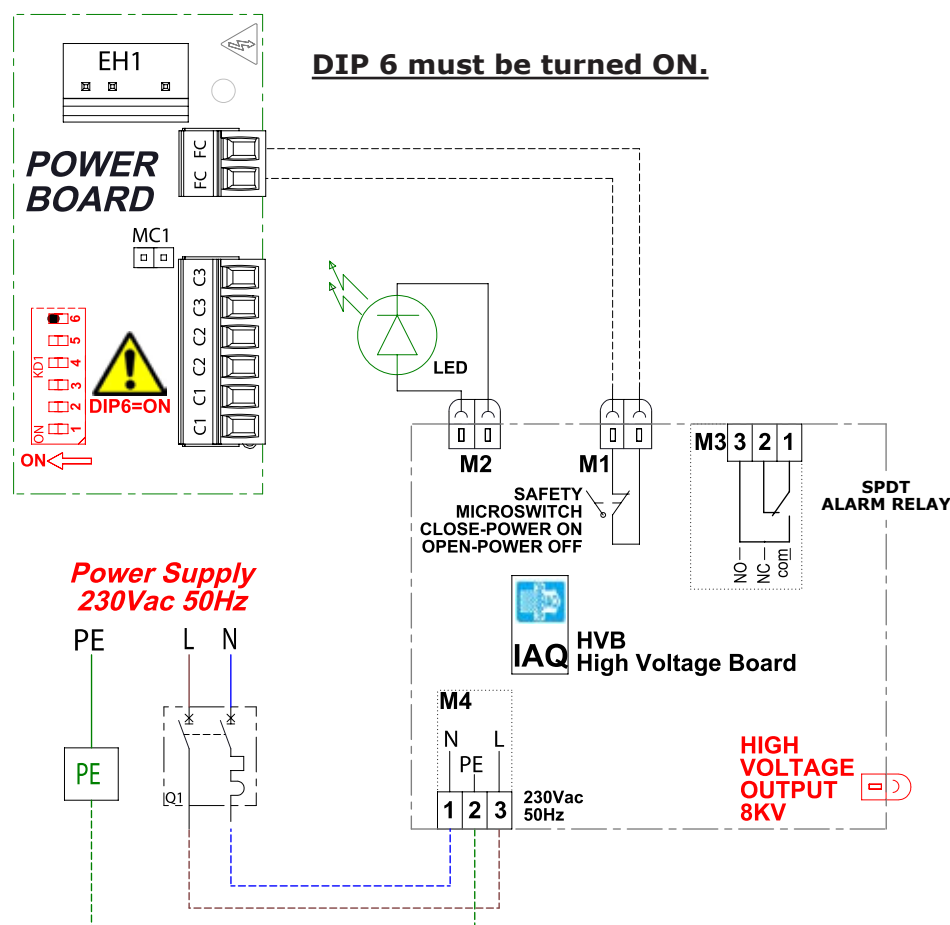 EH1
DIP 6 must be turned ON.
POWER
BOARD
FC
FC
MC1
C3
C3
C2
C2
C1
C1
KD1
6
5
4
3
2
1
ON
DIP6=ON
ON
LED
M2
M1
M3
3 2 1
SAFETY
MICROSWITCH
CLOSE-POWER ON
OPEN-POWER OFF
SPDT
ALARM RELAY
NO
NC
com
Power Supply
230Vac 50Hz
PE
L
N
IAQ
HVB
High Voltage Board
PE
Q1
M4
N
L
PE
1 2 3
230Vac
50Hz
HIGH
VOLTAGE
OUTPUT
8KV